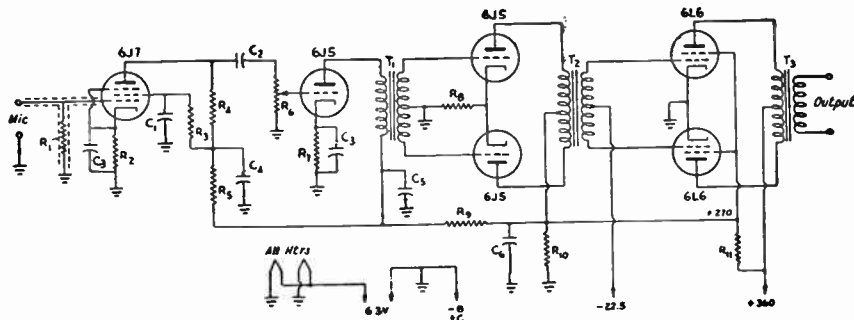 6J7
C2
6J5
6J5
6L6
T1
T2
T3
Mic
R1
C3
R2
C1
R3
R4
C4
R5
R6
R7
C3
C5
R8
6J5
6L6
Output
R9
C6
R10
+270
R11
All Htrs
6.3V
-B
+C
-22.5
+360